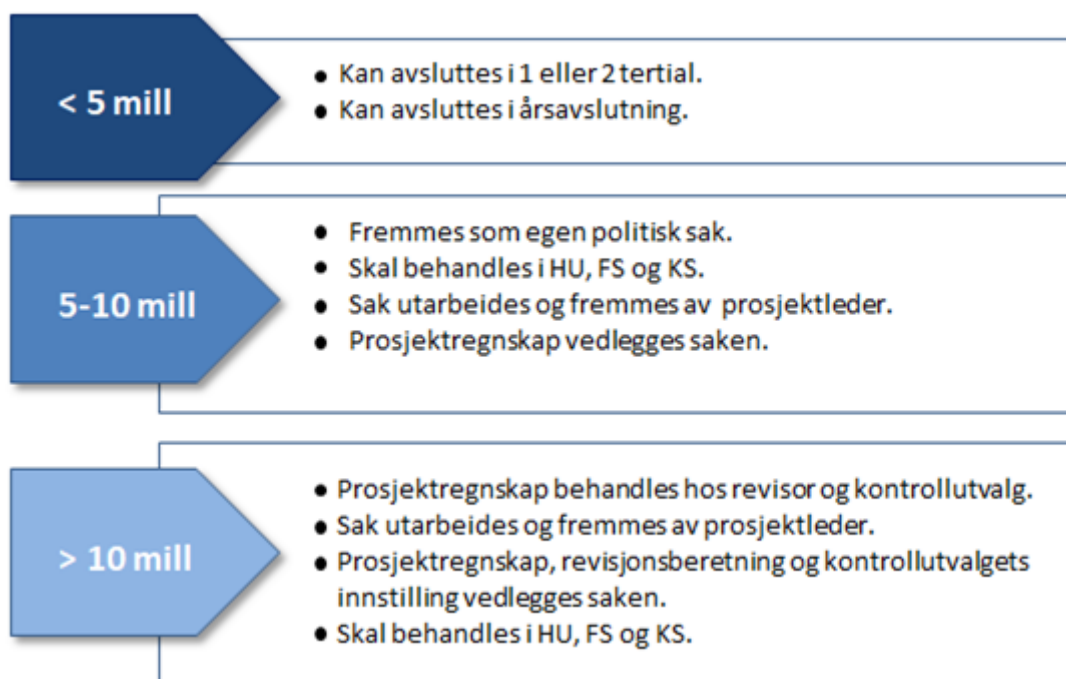 < 5 mill
● Kan avsluttes i 1 eller 2 tertial.
● Kan avsluttes i årsavslutning.
5-10 mill
● Fremmes som egen politisk sak.
● Skal behandles i HU, FS og KS.
● Sak utarbeides og fremmes av prosjektleder.
● Prosjektregnskap vedlegges saken.
> 10 mill
● Prosjektregnskap behandles hos revisor og kontrollutvalg.
● Sak utarbeides og fremmes av prosjektleder.
● Prosjektregnskap, revisjonsberetning og kontrollutvalgets
innstilling vedlegges saken.
● Skal behandles i HU, FS og KS.